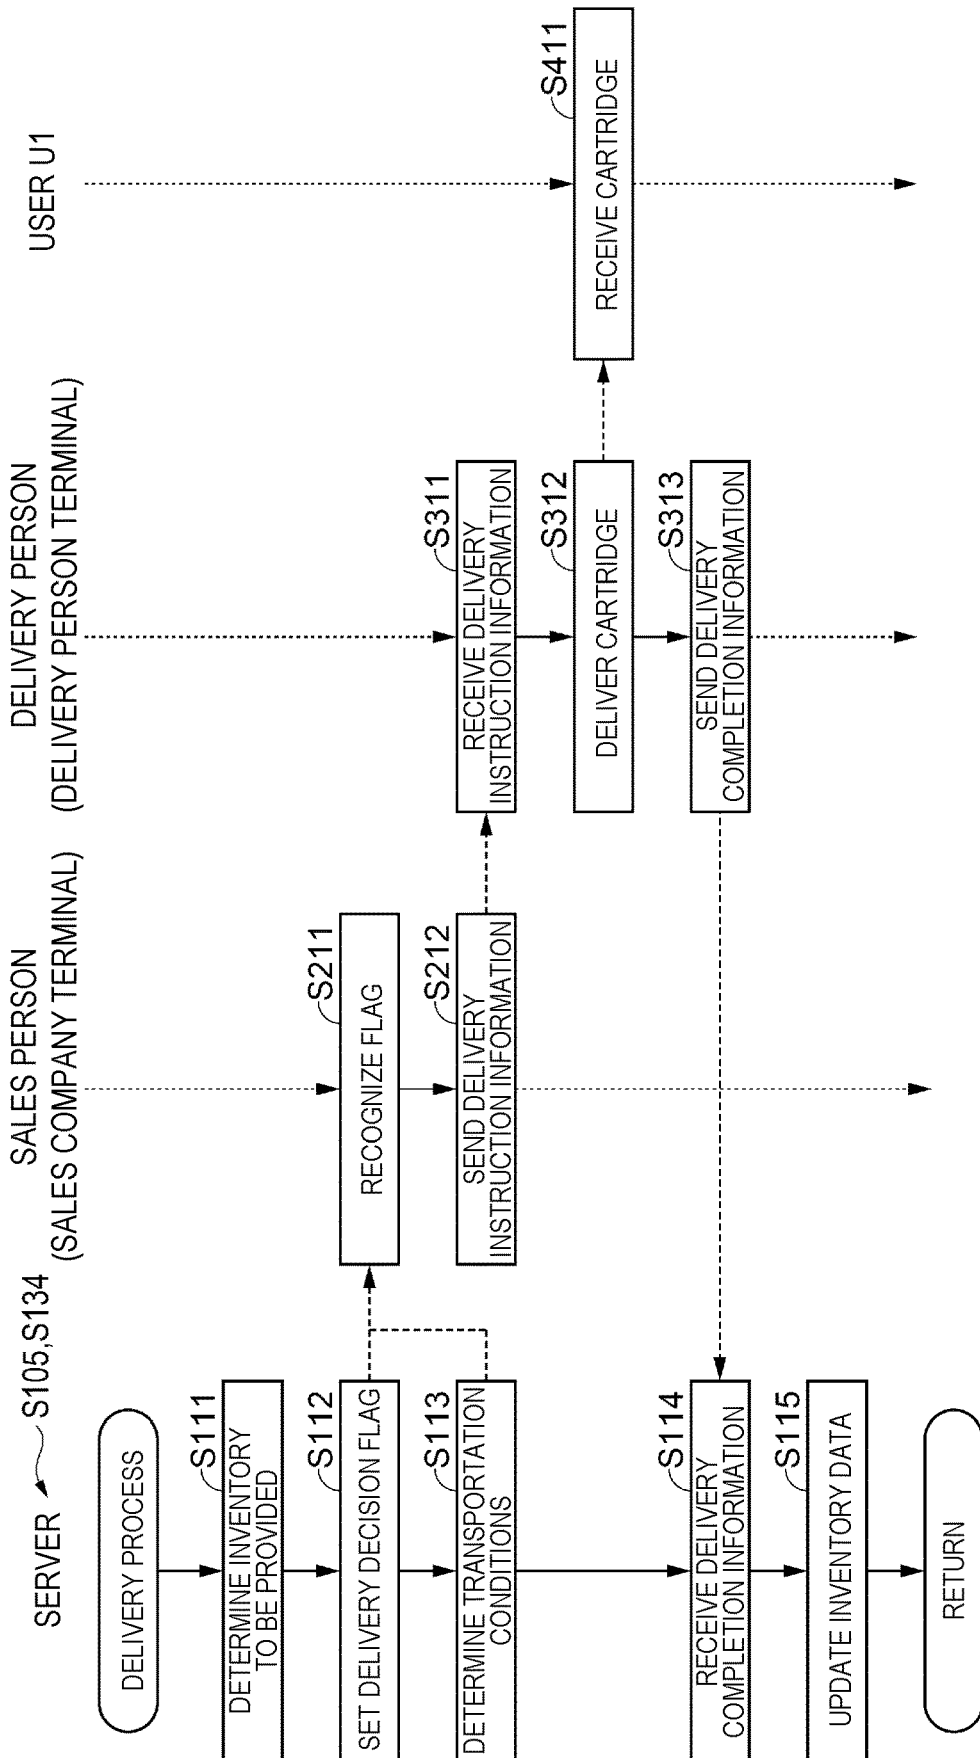 SERVER
S105,S134
DELIVERY PROCESS
S111
DETERMINE INVENTORY
TO BE PROVIDED
S112
SET DELIVERY DECISION FLAG
S113
DETERMINE TRANSPORTATION
CONDITIONS
S114
RECEIVE DELIVERY
COMPLETION INFORMATION
S115
UPDATE INVENTORY DATA
RETURN
SALES PERSON
(SALES COMPANY TERMINAL)
S211
RECOGNIZE FLAG
S212
SEND DELIVERY
INSTRUCTION INFORMATION
DELIVERY PERSON
(DELIVERY PERSON TERMINAL)
S311
RECEIVE DELIVERY
INSTRUCTION INFORMATION
S312
DELIVER CARTRIDGE
S313
SEND DELIVERY
COMPLETION INFORMATION
USER U1
S411
RECEIVE CARTRIDGE